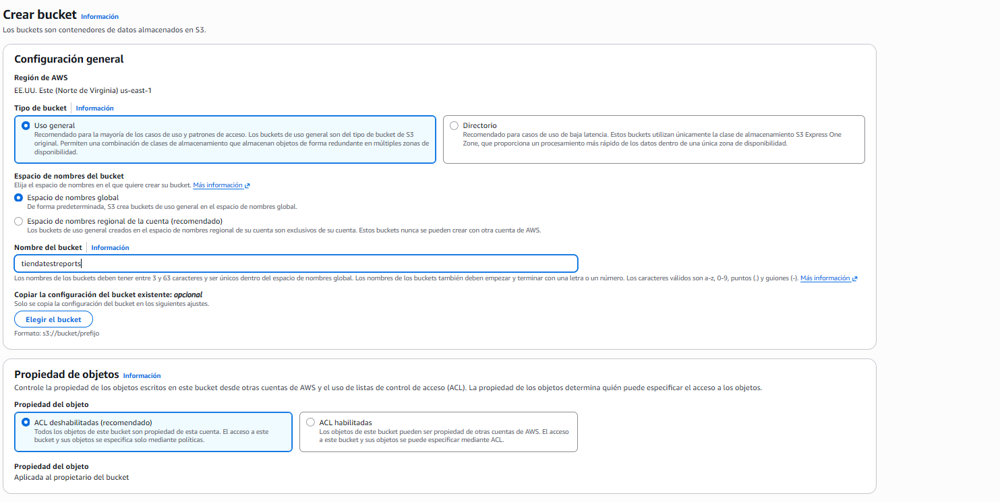 Crear bucket Información
Los buckets son contenedores de datos almacenados en S3.
Configuración general
Región de AWS
EE.UU. Este (Norte de Virginia) us-east-1
Tipo de bucket Información
Uso general
Recomendado para la mayoría de los casos de uso y patrones de acceso. Los buckets de uso general son del tipo de bucket de S3
original. Permiten una combinación de clases de almacenamiento que almacenan objetos de forma redundante en múltiples zonas de
disponibilidad.
Directorio
Recomendado para casos de uso de baja latencia. Estos buckets utilizan únicamente la clase de almacenamiento S3 Express One
Zone, que proporciona un procesamiento más rápido de los datos dentro de una única zona de disponibilidad.
Espacio de nombres del bucket
Elija el espacio de nombres en el que quiere crear su bucket. Más información
Espacio de nombres global
De forma predeterminada, S3 crea buckets de uso general en el espacio de nombres global.
Espacio de nombres regional de la cuenta (recomendado)
Los buckets de uso general creados en el espacio de nombres regional de su cuenta son exclusivos de su cuenta. Estos buckets nunca se pueden crear con otra cuenta de AWS.
Nombre del bucket Información
tiendatestreports
Los nombres de los buckets deben tener entre 3 y 63 caracteres y ser únicos dentro del espacio de nombres global. Los nombres de los buckets también deben empezar y terminar con una letra o un número. Los caracteres válidos son a-z, 0-9, puntos (.) y guiones (-). Más información
Copiar la configuración del bucket existente: opcional
Solo se copia la configuración del bucket en los siguientes ajustes.
Elegir el bucket
Formato: s3://bucket/prefijo
Propiedad de objetos Información
Controle la propiedad de los objetos escritos en este bucket desde otras cuentas de AWS y el uso de listas de control de acceso (ACL). La propiedad de los objetos determina quién puede especificar el acceso a los objetos.
Propiedad del objeto
ACL deshabilitadas (recomendado)
Todos los objetos de este bucket son propiedad de esta cuenta. El acceso a este
bucket y sus objetos se especifica solo mediante políticas.
ACL habilitadas
Los objetos de este bucket pueden ser propiedad de otras cuentas de AWS. El acceso
a este bucket y sus objetos se puede especificar mediante ACL.
Propiedad del objeto
Aplicada al propietario del bucket